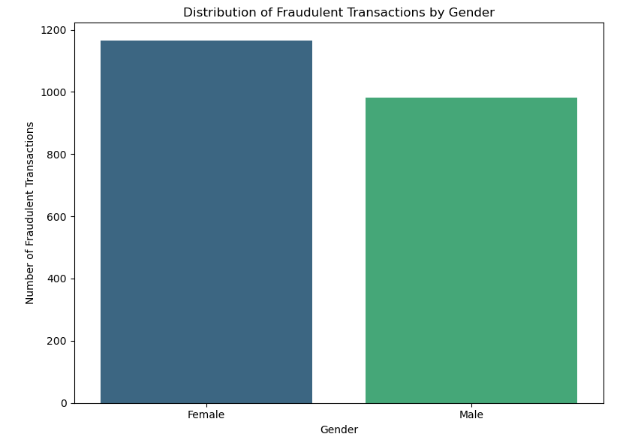 Distribution of Fraudulent Transactions by Gender
Number of Fraudulent Transactions
1200
1000
800
600
400
200
0
Female
Male
Gender